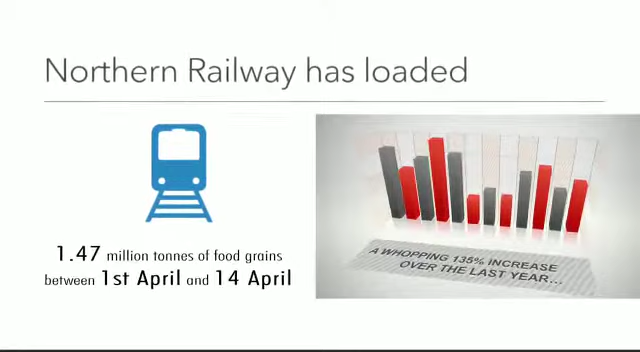 Northern Railway has loaded
1.47 million tonnes of food grains
between 1st April and 14 April
A WHOPPING 135% INCREASE
OVER THE LAST YEAR...